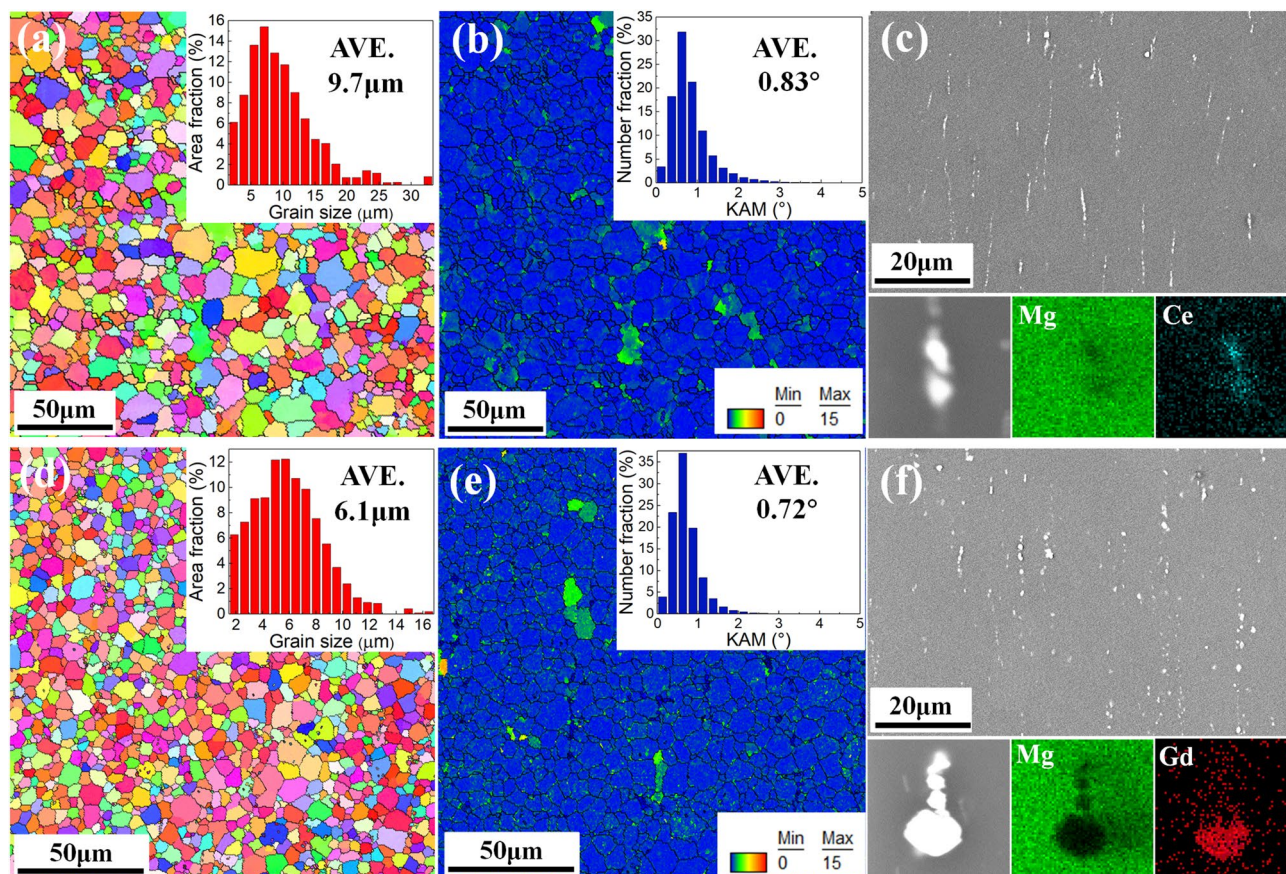 (a)
AVE.
9.7μm
Area fraction (%)
16
14
12
10
8
6
4
2
0
5 10 15 20 25 30
Grain size (μm)
50μm
(b)
AVE.
0.83°
Number fraction (%)
35
30
25
20
15
10
5
0
0 1 2 3 4 5
KAM (°)
50μm
Min Max
0 15
(c)
20μm
Mg
Ce
(d)
AVE.
6.1μm
Area fraction (%)
12
10
8
6
4
2
0
2 4 6 8 10 12 14 16
Grain size (μm)
50μm
(e)
AVE.
0.72°
Number fraction (%)
35
30
25
20
15
10
5
0
0 1 2 3 4 5
KAM (°)
50μm
Min Max
0 15
(f)
20μm
Mg
Gd